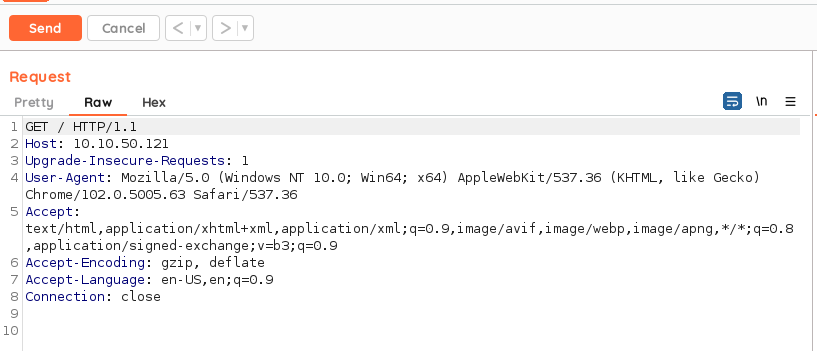 Send Cancel < ▼ > ▼
Request
Pretty Raw Hex \n ≡
1 GET / HTTP/1.1
2 Host: 10.10.50.121
3 Upgrade-Insecure-Requests: 1
4 User-Agent: Mozilla/5.0 (Windows NT 10.0; Win64; x64) AppleWebKit/537.36 (KHTML, like Gecko)
Chrome/102.0.5005.63 Safari/537.36
5 Accept:
text/html,application/xhtml+xml,application/xml;q=0.9,image/avif,image/webp,image/apng,*/*;q=0.8
,application/signed-exchange;v=b3;q=0.9
6 Accept-Encoding: gzip, deflate
7 Accept-Language: en-US,en;q=0.9
8 Connection: close
9
10